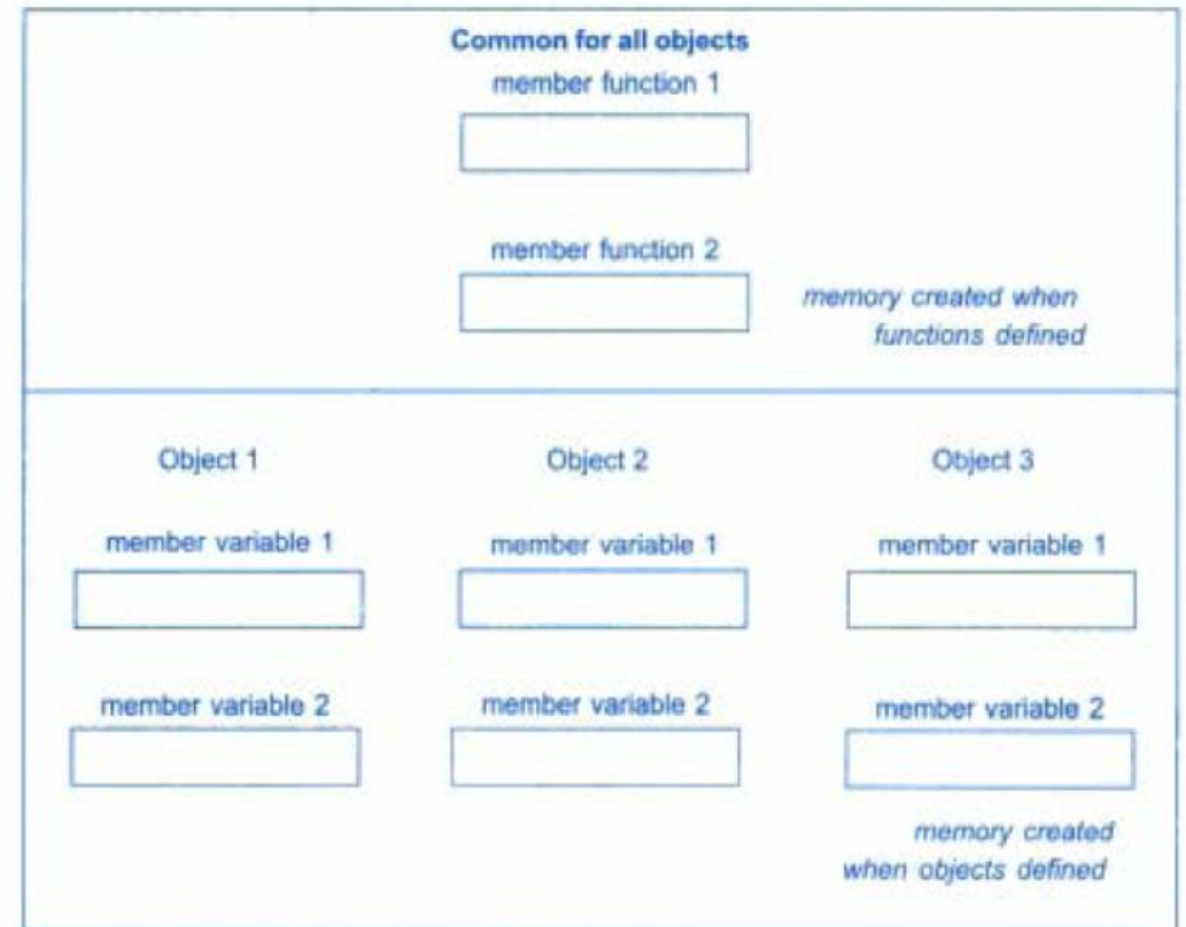 Common for all objects
member function 1
member function 2
memory created when
functions defined
Object 1 Object 2 Object 3
member variable 1 member variable 1 member variable 1
member variable 2 member variable 2 member variable 2
memory created
when objects defined